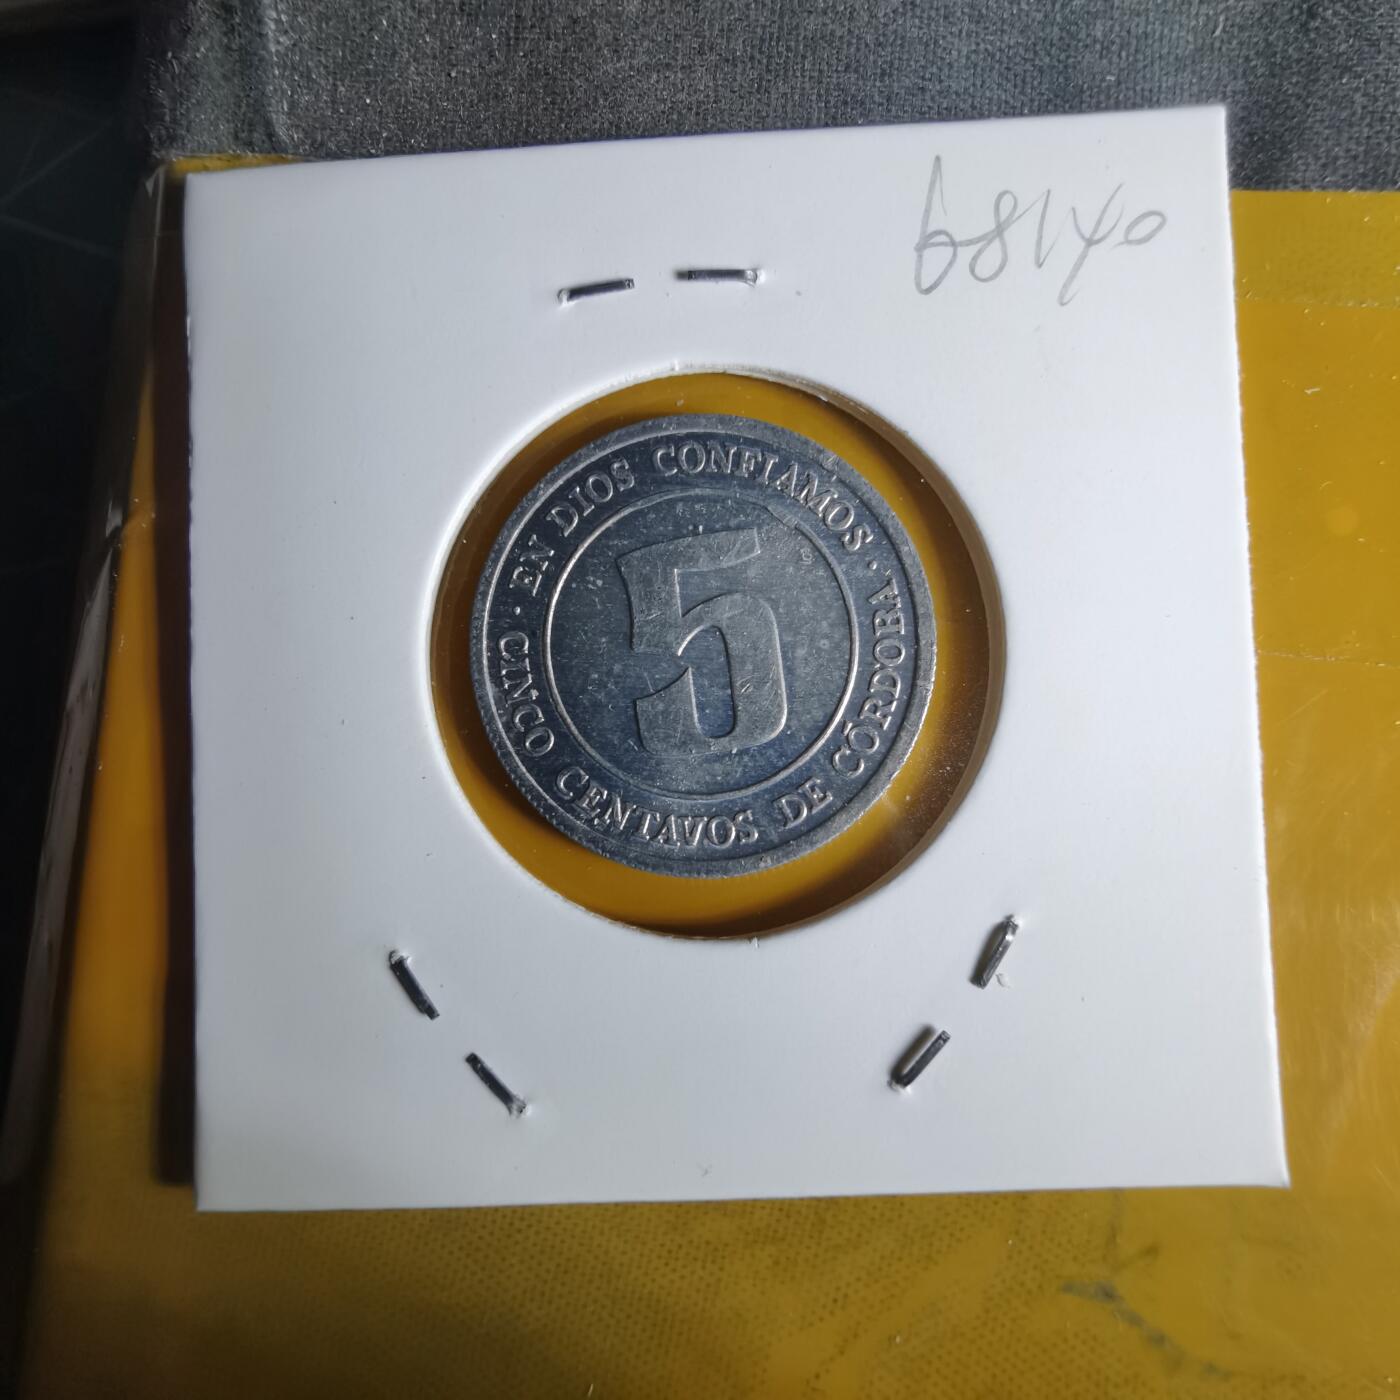 68140
· EN DIOS CONFIAMOS ·
5
CINCO CENTAVOS DE CÓRDOBA